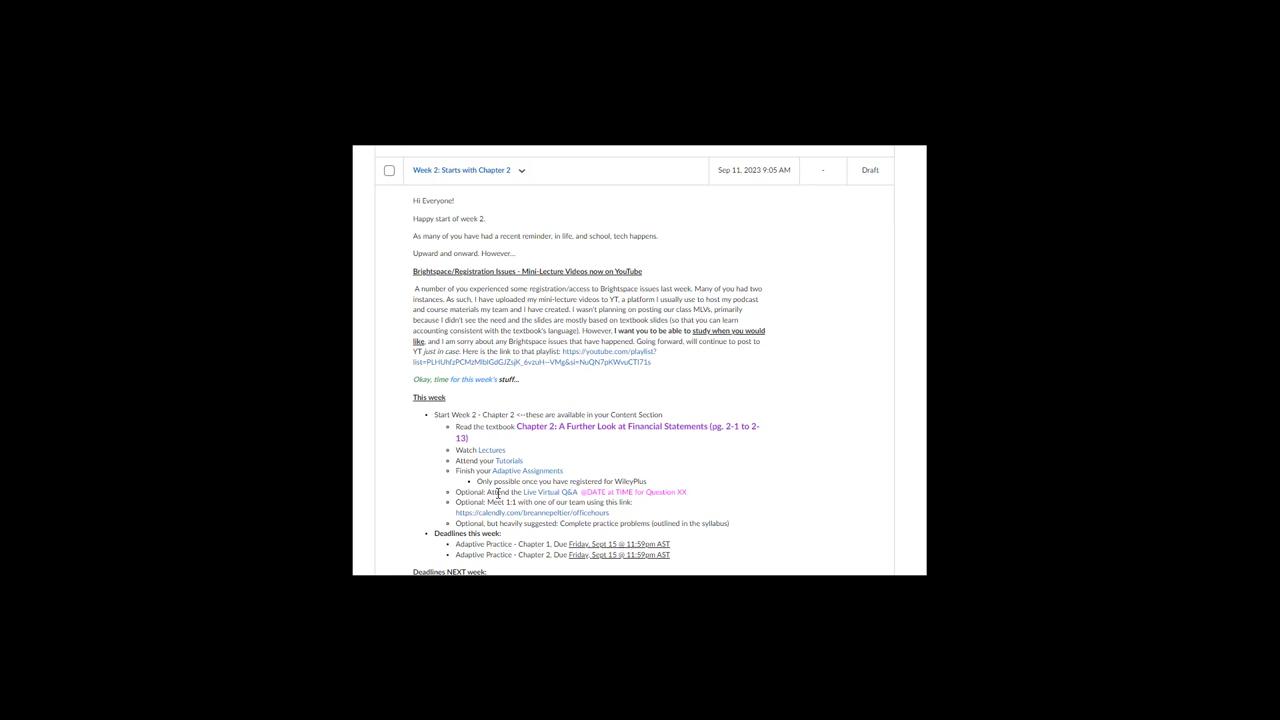 Week 2: Starts with Chapter 2
Sep 11, 2023 9:05 AM
-
Draft
Hi Everyone!
Happy start of week 2.
As many of you have had a recent reminder, in life, and school, tech happens.
Upward and onward. However...
Brightspace/Registration Issues - Mini-Lecture Videos now on YouTube
A number of you experienced some registration/access to Brightspace issues last week. Many of you had two
instances. As such, I have uploaded my mini-lecture videos to YT, a platform I usually use to host my podcast
and course materials my team and I have created. I wasn't planning on posting our class MLVs, primarily
because I didn't see the need and the slides are mostly based on textbook slides (so that you can learn
accounting consistent with the textbook's language). However, I want you to be able to study when you would
like, and I am sorry about any Brightspace issues that have happened. Going forward, will continue to post to
YT just in case. Here is the link to that playlist: https://youtube.com/playlist?
Okay, time for this week's stuff...
This week
• Start Week 2 - Chapter 2 <--these are available in your Content Section
Read the textbook Chapter 2: A Further Look at Financial Statements (pg. 2-1 to 2-
13)
Watch Lectures
Attend your Tutorials
Finish your Adaptive Assignments
Only possible once you have registered for WileyPlus
Optional: Attend the Live Virtual Q&A @DATE at TIME for Question XX
Optional: Meet 1:1 with one of our team using this link:
https://calendly.com/breannepeltier/officehours
Optional, but heavily suggested: Complete practice problems (outlined in the syllabus)
• Deadlines this week:
Adaptive Practice - Chapter 1, Due Friday, Sept 15 @ 11:59pm AST
Adaptive Practice - Chapter 2, Due Friday, Sept 15 @ 11:59pm AST
Deadlines NEXT week: